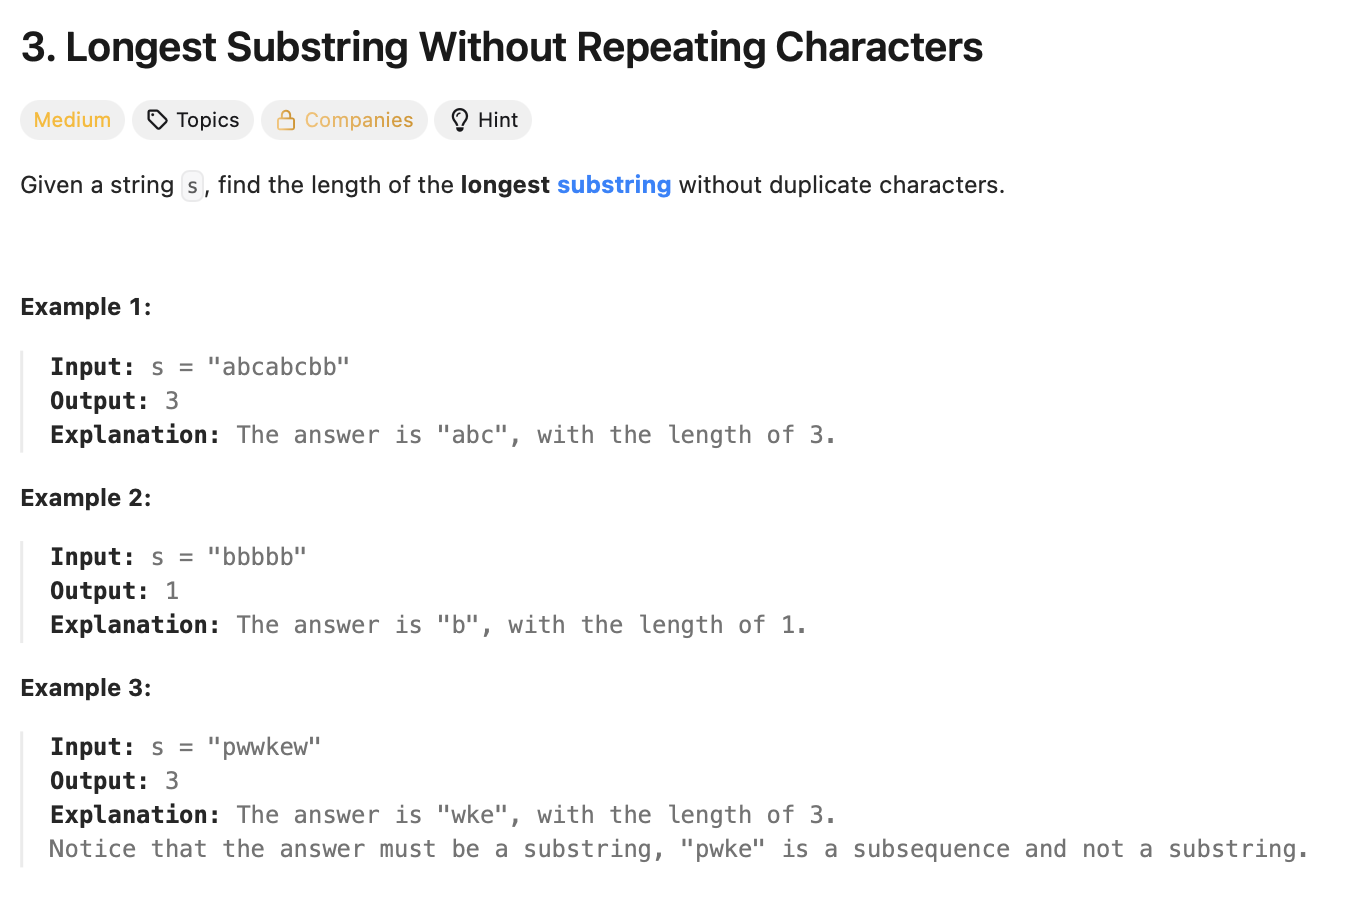 3. Longest Substring Without Repeating Characters
Medium Topics Companies Hint
Given a string s, find the length of the longest substring without duplicate characters.
Example 1:
Input: s = "abcabcbb"
Output: 3
Explanation: The answer is "abc", with the length of 3.
Example 2:
Input: s = "bbbbb"
Output: 1
Explanation: The answer is "b", with the length of 1.
Example 3:
Input: s = "pwwkew"
Output: 3
Explanation: The answer is "wke", with the length of 3.
Notice that the answer must be a substring, "pwke" is a subsequence and not a substring.